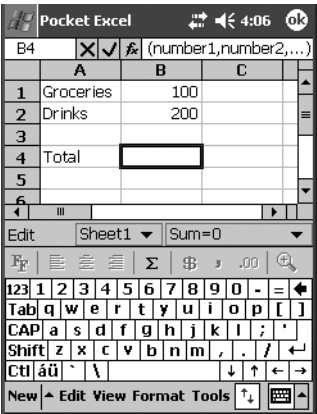 Pocket Excel 4:06 ok
B4 fx (number1,number2,...)
A B C
1 Groceries 100
2 Drinks 200
3
4 Total
5
6
Edit Sheet1 Sum=0
Σ $ , .00
123 1 2 3 4 5 6 7 8 9 0 - =
Tab q w e r t y u i o p [ ]
CAP a s d f g h j k l ; '
Shift z x c v b n m , . /
Ctl áü ` \
New Edit View Format Tools